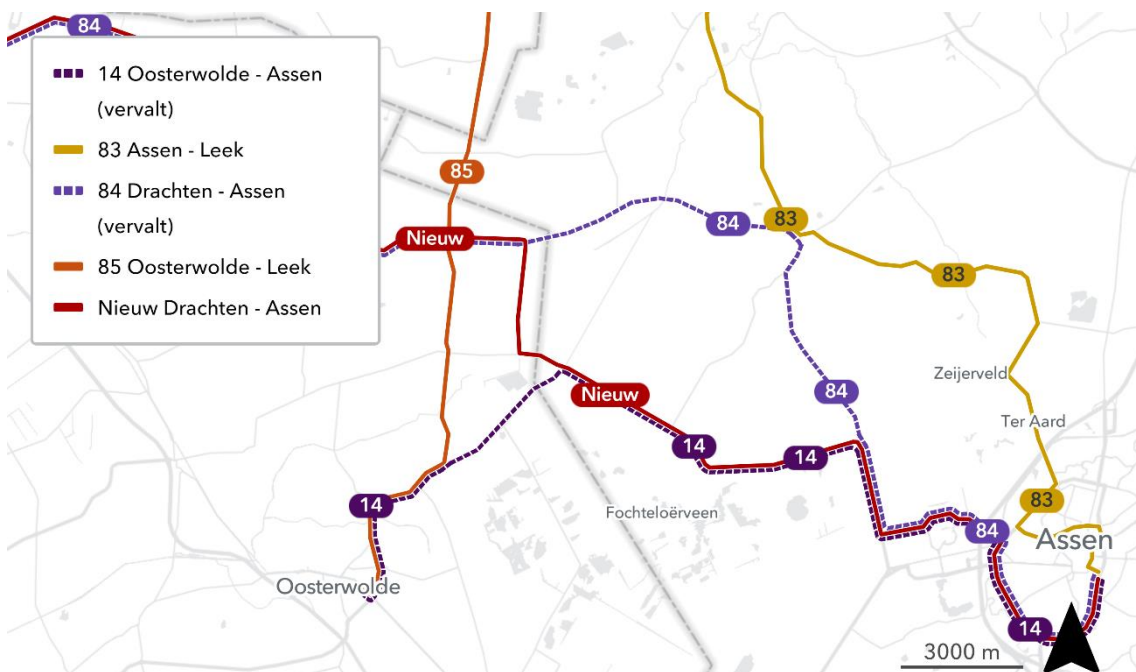 84
14 Oosterwolde - Assen
(vervalt)
83 Assen - Leek
84 Drachten - Assen
(vervalt)
85 Oosterwolde - Leek
Nieuw Drachten - Assen
85
Nieuw
84
83
83
Zeijerveld
Nieuw
84
Ter Aard
14
14
14
83
Fochteloërveen
84
Assen
Oosterwolde
14
3000 m